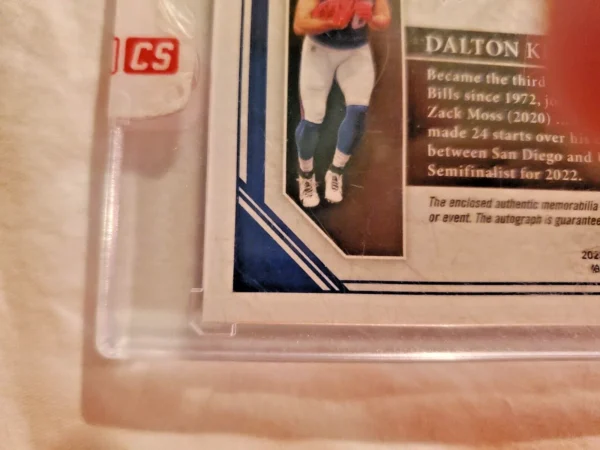 CS
DALTON K
Became the third
Bills since 1972, jo
Zack Moss (2020)
made 24 starts over his
between San Diego and
Semifinalist for 2022.
The enclosed authentic memorabilia
or event. The autograph is guarantee
202